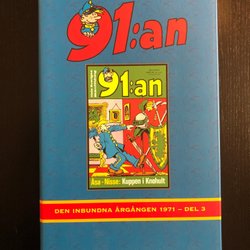 91:an
91:an
Åsa-Nisse: Kuppen i Knohult
DEN INBUNDNA ÅRGÅNGEN 1971 – DEL 3